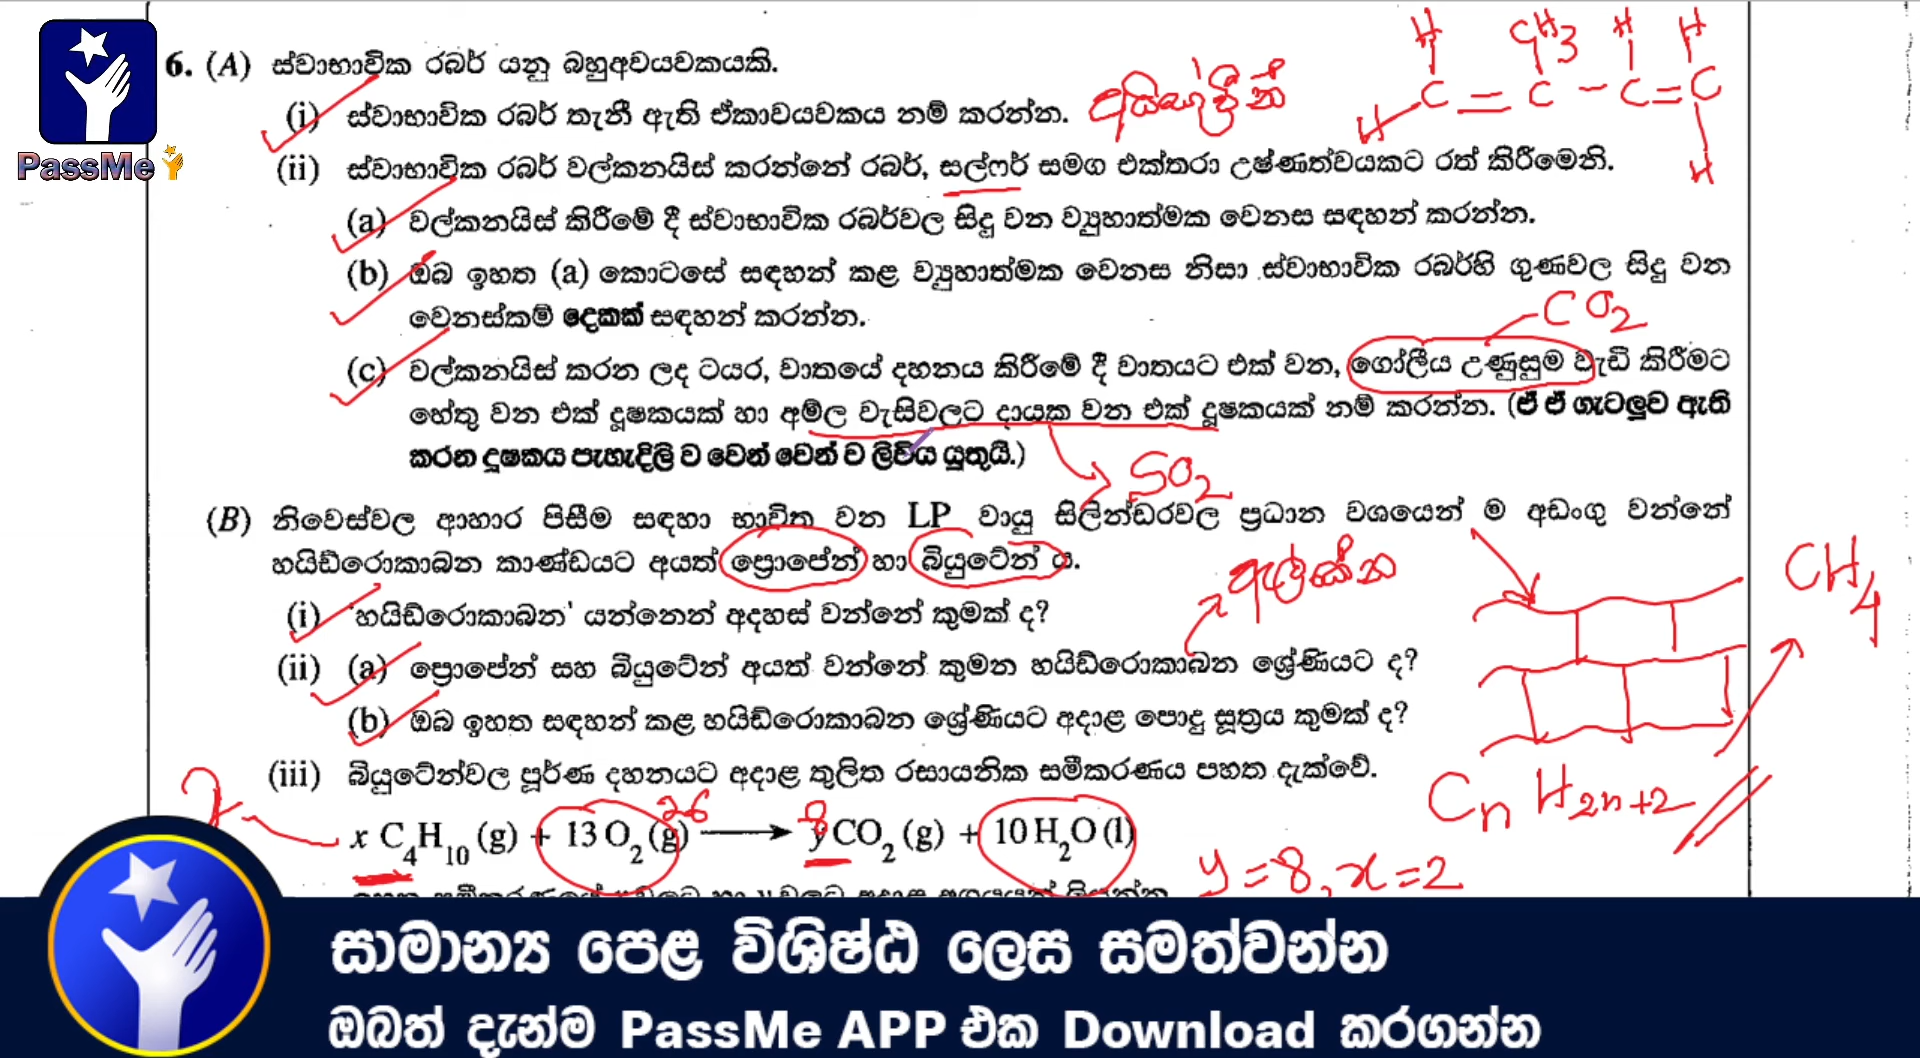 PassMe
6. (A) ස්වාභාවික රබර් යනු බහුඅවයවකයකි.
(i) ස්වාභාවික රබර් තැනී ඇති ඒකාවයවකය නම් කරන්න.
H CH3 H H
H C = C - C = C
H
(ii) ස්වාභාවික රබර් වල්කනයිස් කරන්නේ රබර්, සල්ෆර් සමග එක්තරා උෂ්ණත්වයකට රත් කිරීමෙනි.
(a) වල්කනයිස් කිරීමේ දී ස්වාභාවික රබර්වල සිදු වන ව්‍යුහාත්මක වෙනස සඳහන් කරන්න.
(b) ඔබ ඉහත (a) කොටසේ සඳහන් කළ ව්‍යුහාත්මක වෙනස නිසා ස්වාභාවික රබර්හි ගුණවල සිදු වන
වෙනස්කම් දෙකක් සඳහන් කරන්න.
CO2
(c) වල්කනයිස් කරන ලද ටයර, වාතයේ දහනය කිරීමේ දී වාතයට එක් වන, ගෝලීය උණුසුම වැඩි කිරීමට
හේතු වන එක් දූෂකයක් හා අම්ල වැසිවලට දායක වන එක් දූෂකයක් නම් කරන්න. (ඒ ඒ ගැටලුව ඇති
කරන දූෂකය පැහැදිලි ව වෙන් වෙන් ව ලිවිය යුතුයි.)
SO2
(B) නිවෙස්වල ආහාර පිසීම සඳහා භාවිත වන LP වායු සිලින්ඩරවල ප්‍රධාන වශයෙන් ම අඩංගු වන්නේ
හයිඩ්රොකාබන කාණ්ඩයට අයත් ප්‍රොපේන් හා බියුටේන් ය.
CH4
(i) 'හයිඩ්රොකාබන' යන්නෙන් අදහස් වන්නේ කුමක් ද?
(ii) (a) ප්‍රොපේන් සහ බියුටේන් අයත් වන්නේ කුමන හයිඩ්රොකාබන ශ්‍රේණියට ද?
(b) ඔබ ඉහත සඳහන් කළ හයිඩ්රොකාබන ශ්‍රේණියට අදාළ පොදු සූත්‍රය කුමක් ද?
(iii) බියුටේන්වල පූර්ණ දහනයට අදාළ තුලිත රසායනික සමීකරණය පහත දැක්වේ.
CnH2n+2
26 8
x C4H10 (g) + 13 O2 (g) ⟶ yCO2 (g) + 10 H2O (l)
y = 8, x = 2
සාමාන්‍ය පෙළ විශිෂ්ඨ ලෙස සමත්වන්න
ඔබත් දැන්ම PassMe APP එක Download කරගන්න